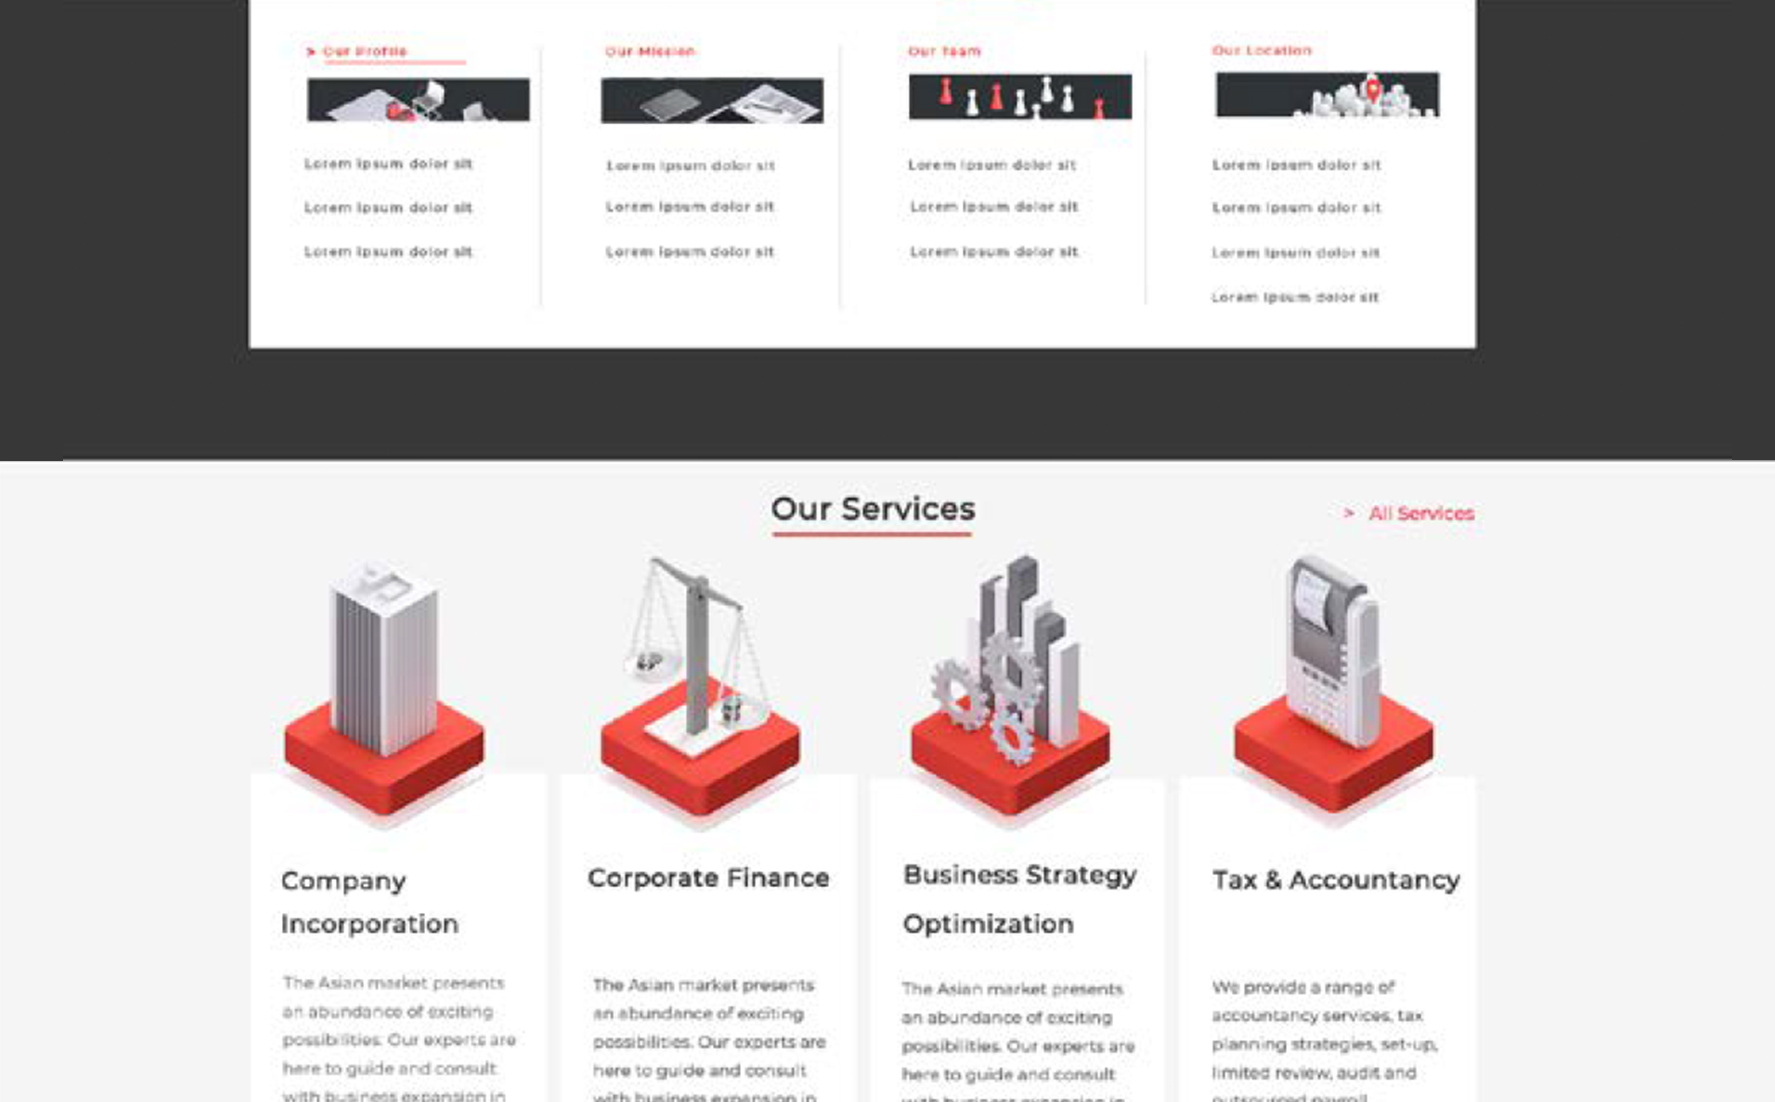 > Our Profile
Our Mission
Our Team
Our Location
Lorem ipsum dolor sit
Lorem ipsum dolor sit
Lorem ipsum dolor sit
Lorem ipsum dolor sit
Lorem ipsum dolor sit
Lorem ipsum dolor sit
Lorem ipsum dolor sit
Lorem ipsum dolor sit
Lorem ipsum dolor sit
Lorem ipsum dolor sit
Lorem ipsum dolor sit
Lorem ipsum dolor sit
Lorem ipsum dolor sit
Our Services
> All Services
Company
Incorporation
The Asian market presents
an abundance of exciting
possibilities. Our experts are
here to guide and consult
with business expansion in
Corporate Finance
The Asian market presents
an abundance of exciting
possibilities. Our experts are
here to guide and consult
with business expansion in
Business Strategy
Optimization
The Asian market presents
an abundance of exciting
possibilities. Our experts are
here to guide and consult
with business expansion in
Tax & Accountancy
We provide a range of
accountancy services, tax
planning strategies, set-up,
limited review, audit and
outsourced payroll